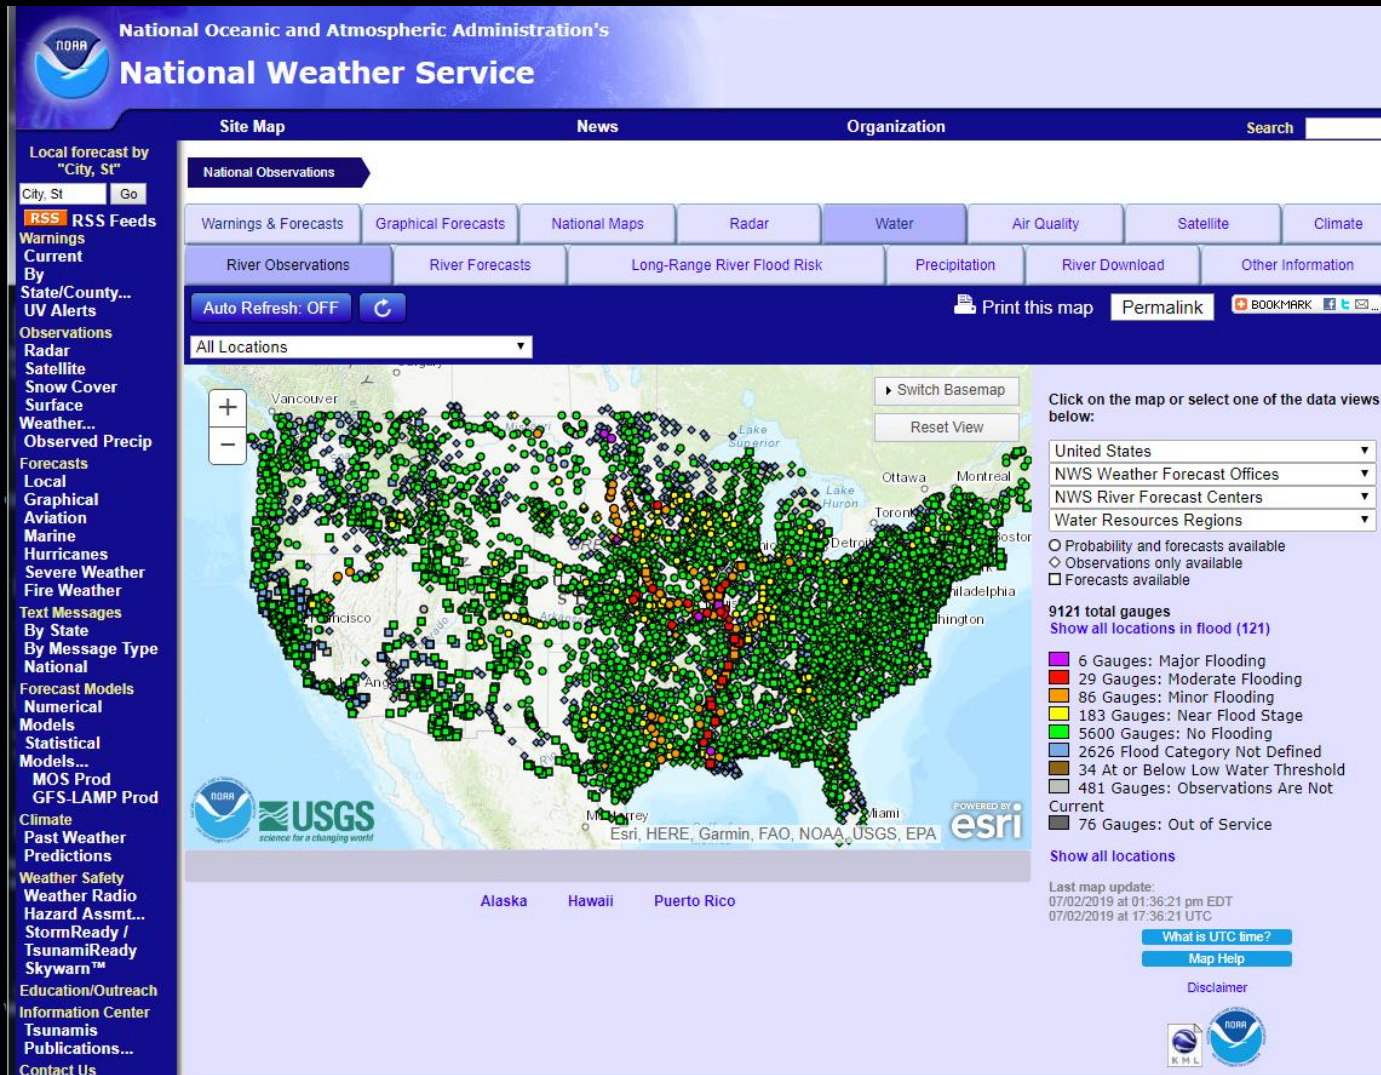 National Oceanic and Atmospheric Administration's
National Weather Service
NOAA
Site Map
News
Organization
Search
Local forecast by
"City, St"
City, St
Go
RSS RSS Feeds
Warnings
Current
By
State/County...
UV Alerts
Observations
Radar
Satellite
Snow Cover
Surface
Weather...
Observed Precip
Forecasts
Local
Graphical
Aviation
Marine
Hurricanes
Severe Weather
Fire Weather
Text Messages
By State
By Message Type
National
Forecast Models
Numerical
Models
Statistical
Models...
MOS Prod
GFS-LAMP Prod
Climate
Past Weather
Predictions
Weather Safety
Weather Radio
Hazard Assmt...
StormReady /
TsunamiReady
Skywarn™
Education/Outreach
Information Center
Tsunamis
Publications...
Contact Us
National Observations
Warnings & Forecasts
Graphical Forecasts
National Maps
Radar
Water
Air Quality
Satellite
Climate
River Observations
River Forecasts
Long-Range River Flood Risk
Precipitation
River Download
Other Information
Auto Refresh: OFF
Print this map
Permalink
BOOKMARK
All Locations
Vancouver
+
−
Switch Basemap
Reset View
Lake
Superior
Ottawa
Montreal
Lake
Huron
Detroit
Miami
NOAA
USGS
science for a changing world
Esri, HERE, Garmin, FAO, NOAA, USGS, EPA
POWERED BY
esri
Alaska
Hawaii
Puerto Rico
Click on the map or select one of the data views
below:
United States
NWS Weather Forecast Offices
NWS River Forecast Centers
Water Resources Regions
Probability and forecasts available
Observations only available
Forecasts available
9121 total gauges
Show all locations in flood (121)
6 Gauges: Major Flooding
29 Gauges: Moderate Flooding
86 Gauges: Minor Flooding
183 Gauges: Near Flood Stage
5600 Gauges: No Flooding
2626 Flood Category Not Defined
34 At or Below Low Water Threshold
481 Gauges: Observations Are Not
Current
76 Gauges: Out of Service
Show all locations
Last map update:
07/02/2019 at 01:36:21 pm EDT
07/02/2019 at 17:36:21 UTC
What is UTC time?
Map Help
Disclaimer
KML
NOAA